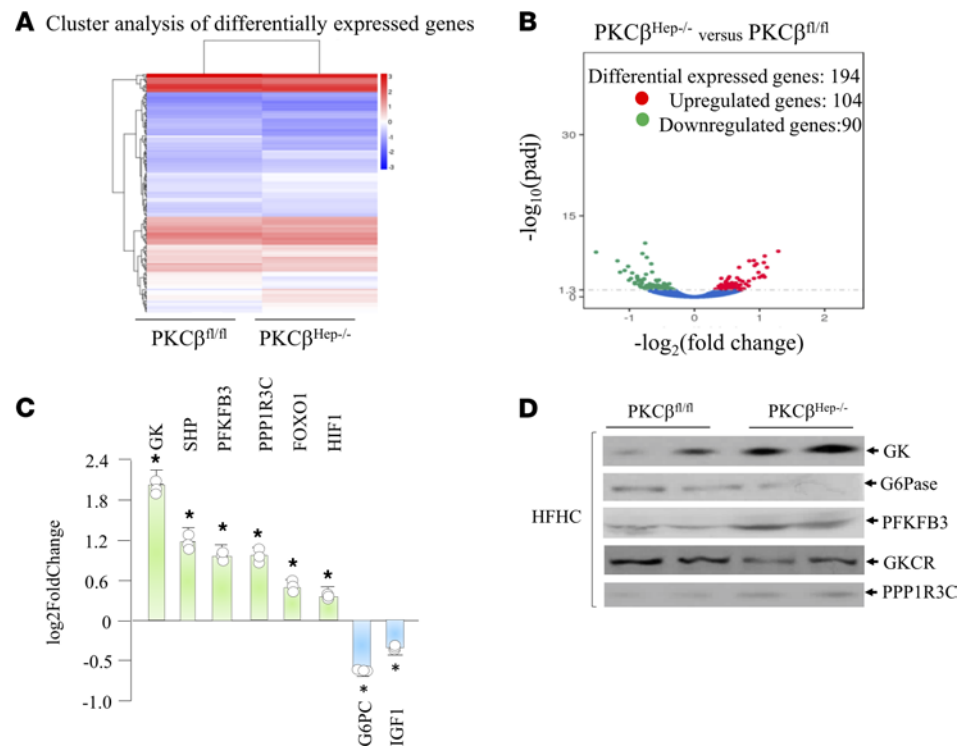 A Cluster analysis of differentially expressed genes
3
2
1
0
-1
-2
-3
PKCβfl/fl PKCβHep-/-
B
PKCβHep-/- versus PKCβfl/fl
Differential expressed genes: 194
Upregulated genes: 104
Downregulated genes:90
-log10(padj)
30
15
1.3
0
-1 0 1 2
-log2(fold change)
C
GK SHP PFKFB3 PPP1R3C FOXO1 HIF1
log2FoldChange
2.4
1.8
1.2
0.6
0
-0.5
-1.0
* * * * * *
* *
G6PC IGF1
D
PKCβfl/fl PKCβHep-/-
HFHC
GK
G6Pase
PFKFB3
GKCR
PPP1R3C